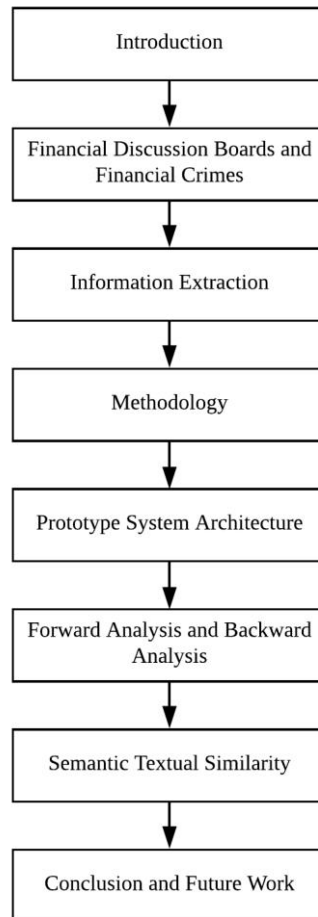 Introduction
Financial Discussion Boards and
Financial Crimes
Information Extraction
Methodology
Prototype System Architecture
Forward Analysis and Backward
Analysis
Semantic Textual Similarity
Conclusion and Future Work